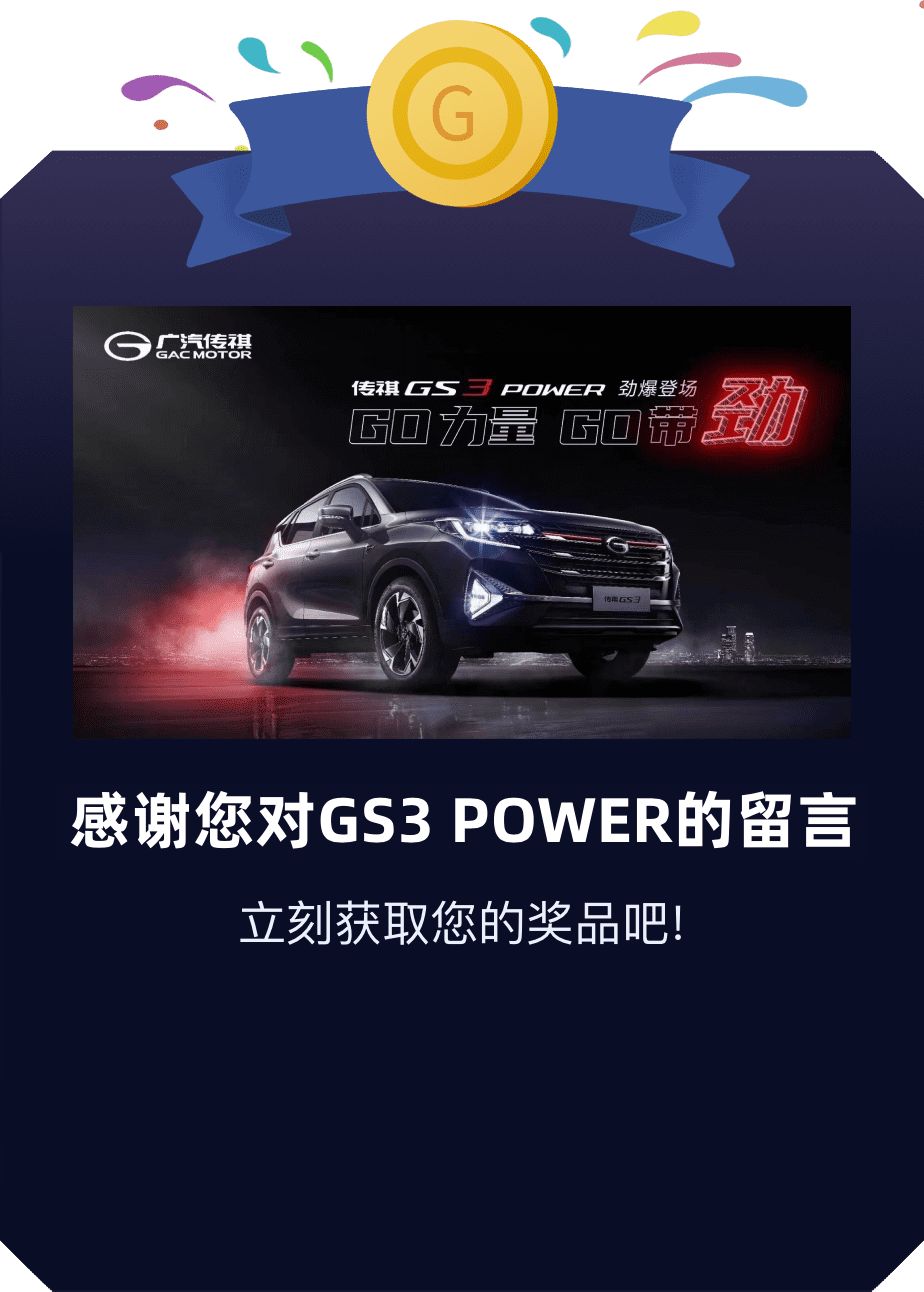 G
广汽传祺
GAC MOTOR
传祺GS3 POWER 劲爆登场
GO力量 GO带劲
传祺GS3
感谢您对GS3 POWER的留言
立刻获取您的奖品吧!